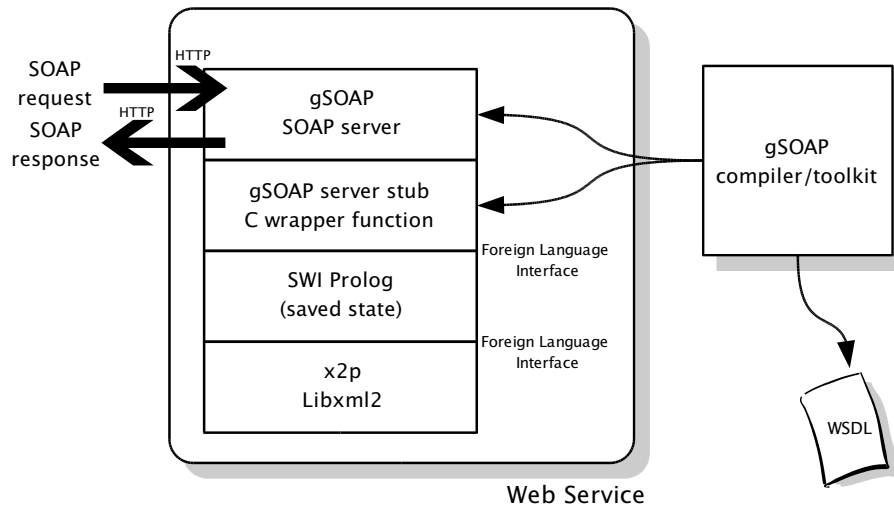 SOAP
request
HTTP
SOAP
response
HTTP
gSOAP
SOAP server
gSOAP server stub
C wrapper function
Foreign Language
Interface
SWI Prolog
(saved state)
Foreign Language
Interface
x2p
Libxml2
gSOAP
compiler/toolkit
WSDL
Web Service